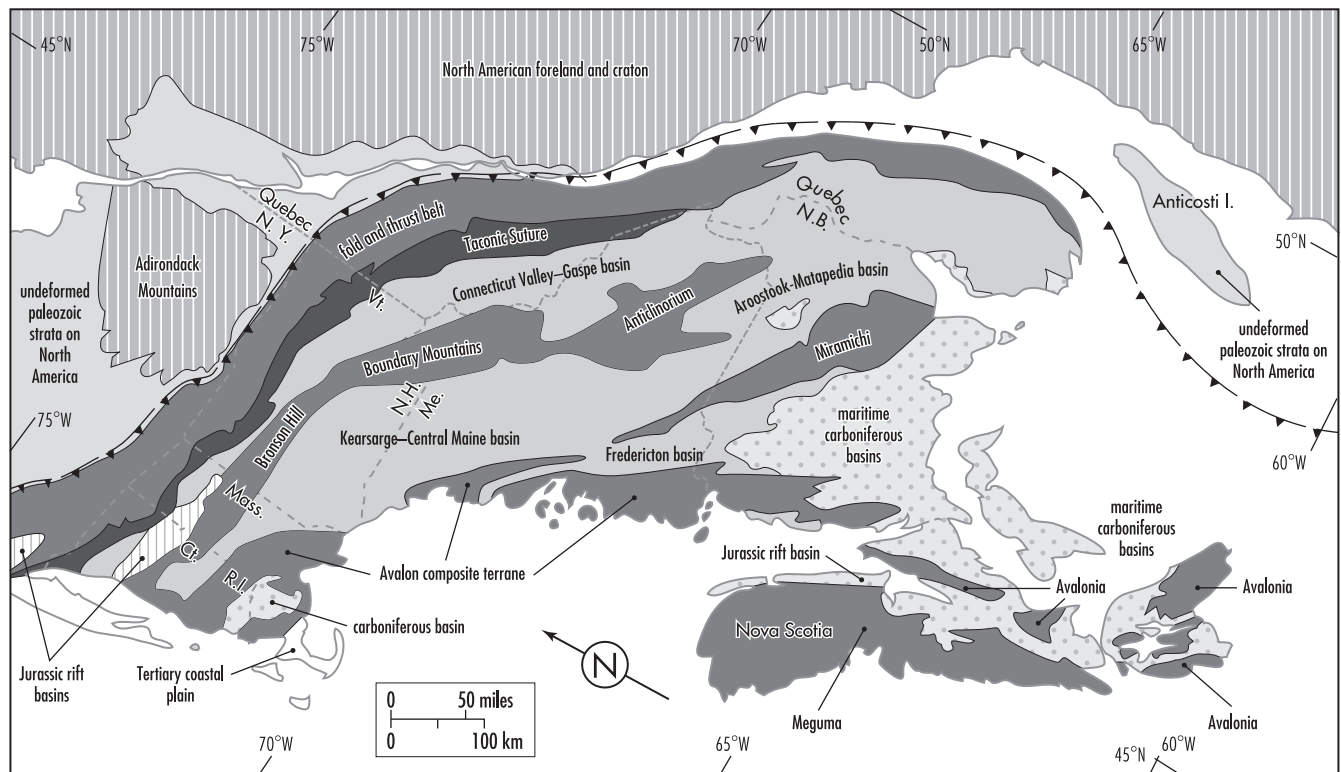 45°N
75°W
70°W
50°N
65°W
North American foreland and craton
Quebec
N. Y.
fold and thrust belt
Taconic Suture
Quebec
N.B.
Anticosti I.
50°N
Adirondack
Mountains
Connecticut Valley–Gaspe basin
Vt.
Anticlinorium
Aroostook-Matapedia basin
undeformed
paleozoic
strata on
North
America
undeformed
paleozoic strata on
North America
Boundary Mountains
Miramichi
75°W
N.H.
Me.
Bronson Hill
Kearsarge–Central Maine basin
Fredericton basin
maritime
carboniferous
basins
60°W
Mass.
maritime
carboniferous
basins
Ct.
R.I.
Avalon composite terrane
Jurassic rift basin
Avalonia
Avalonia
carboniferous basin
Nova Scotia
N
Jurassic rift
basins
Tertiary coastal
plain
0 50 miles
0 100 km
Meguma
Avalonia
70°W
65°W
45°N
60°W